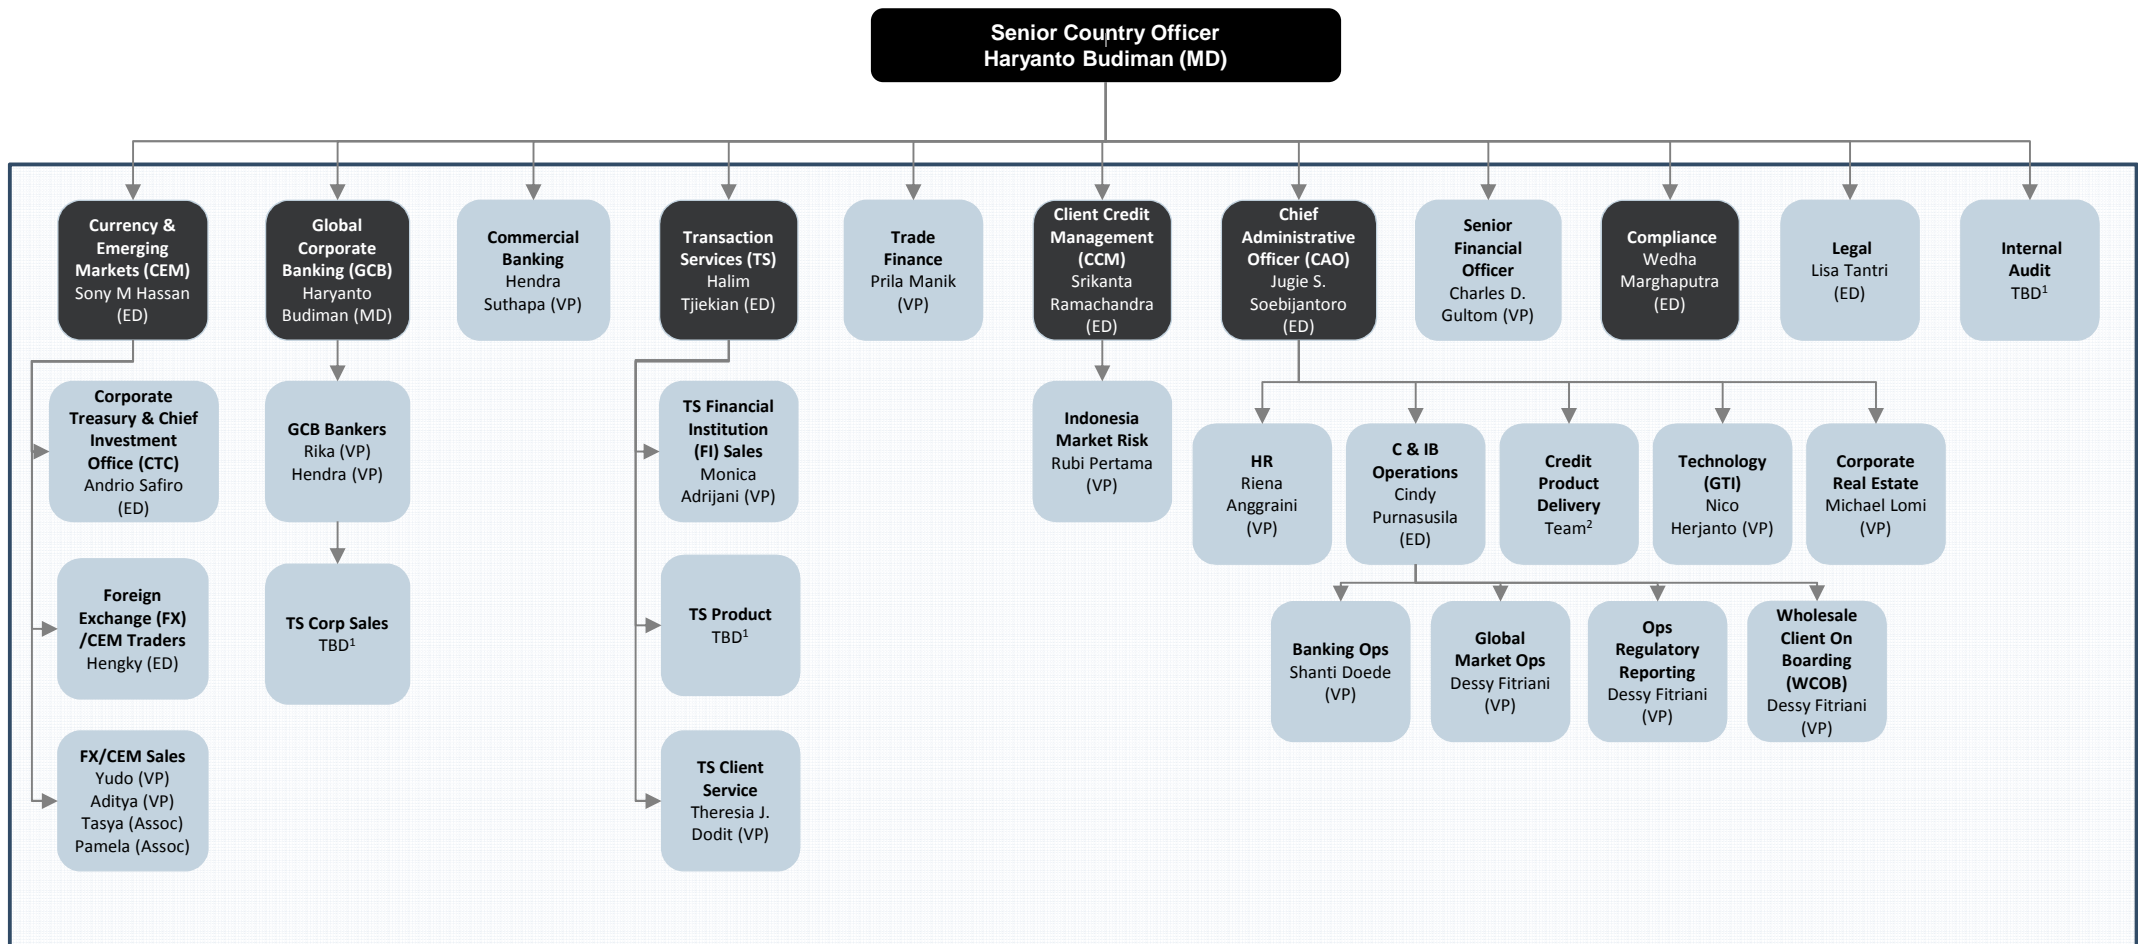 Senior Country Officer
Haryanto Budiman (MD)
Currency &
Emerging
Markets (CEM)
Sony M Hassan
(ED)
Global
Corporate
Banking (GCB)
Haryanto
Budiman (MD)
Commercial
Banking
Hendra
Suthapa (VP)
Transaction
Services (TS)
Halim
Tjiekian (ED)
Trade
Finance
Prila Manik
(VP)
Client Credit
Management
(CCM)
Srikanta
Ramachandra
(ED)
Chief
Administrative
Officer (CAO)
Jugie S.
Soebijantoro
(ED)
Senior
Financial
Officer
Charles D.
Gultom (VP)
Compliance
Wedha
Marghaputra
(ED)
Legal
Lisa Tantri
(ED)
Internal
Audit
TBD¹
Corporate
Treasury & Chief
Investment
Office (CTC)
Andrio Safiro
(ED)
GCB Bankers
Rika (VP)
Hendra (VP)
TS Financial
Institution
(FI) Sales
Monica
Adrijani (VP)
Indonesia
Market Risk
Rubi Pertama
(VP)
HR
Riena
Anggraini
(VP)
C & IB
Operations
Cindy
Purnasusila
(ED)
Credit
Product
Delivery
Team²
Technology
(GTI)
Nico
Herjanto (VP)
Corporate
Real Estate
Michael Lomi
(VP)
Foreign
Exchange (FX)
/CEM Traders
Hengky (ED)
TS Corp Sales
TBD¹
TS Product
TBD¹
Banking Ops
Shanti Doede
(VP)
Global
Market Ops
Dessy Fitriani
(VP)
Ops
Regulatory
Reporting
Dessy Fitriani
(VP)
Wholesale
Client On
Boarding
(WCOB)
Dessy Fitriani
(VP)
FX/CEM Sales
Yudo (VP)
Aditya (VP)
Tasya (Assoc)
Pamela (Assoc)
TS Client
Service
Theresia J.
Dodit (VP)